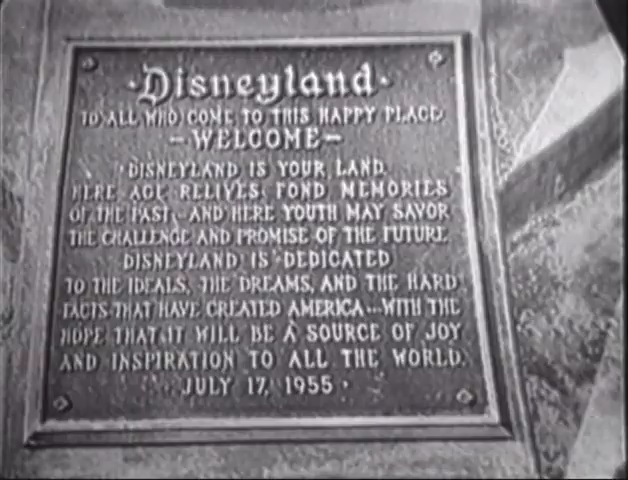 ·Disneyland·
TO ALL WHO COME TO THIS HAPPY PLACE
–WELCOME–
DISNEYLAND IS YOUR LAND.
HERE AGE RELIVES FOND MEMORIES
OF THE PAST, AND HERE YOUTH MAY SAVOR
THE CHALLENGE AND PROMISE OF THE FUTURE.
DISNEYLAND IS DEDICATED
TO THE IDEALS, THE DREAMS, AND THE HARD
FACTS THAT HAVE CREATED AMERICA...WITH THE
HOPE THAT IT WILL BE A SOURCE OF JOY
AND INSPIRATION TO ALL THE WORLD.
· JULY 17, 1955 ·